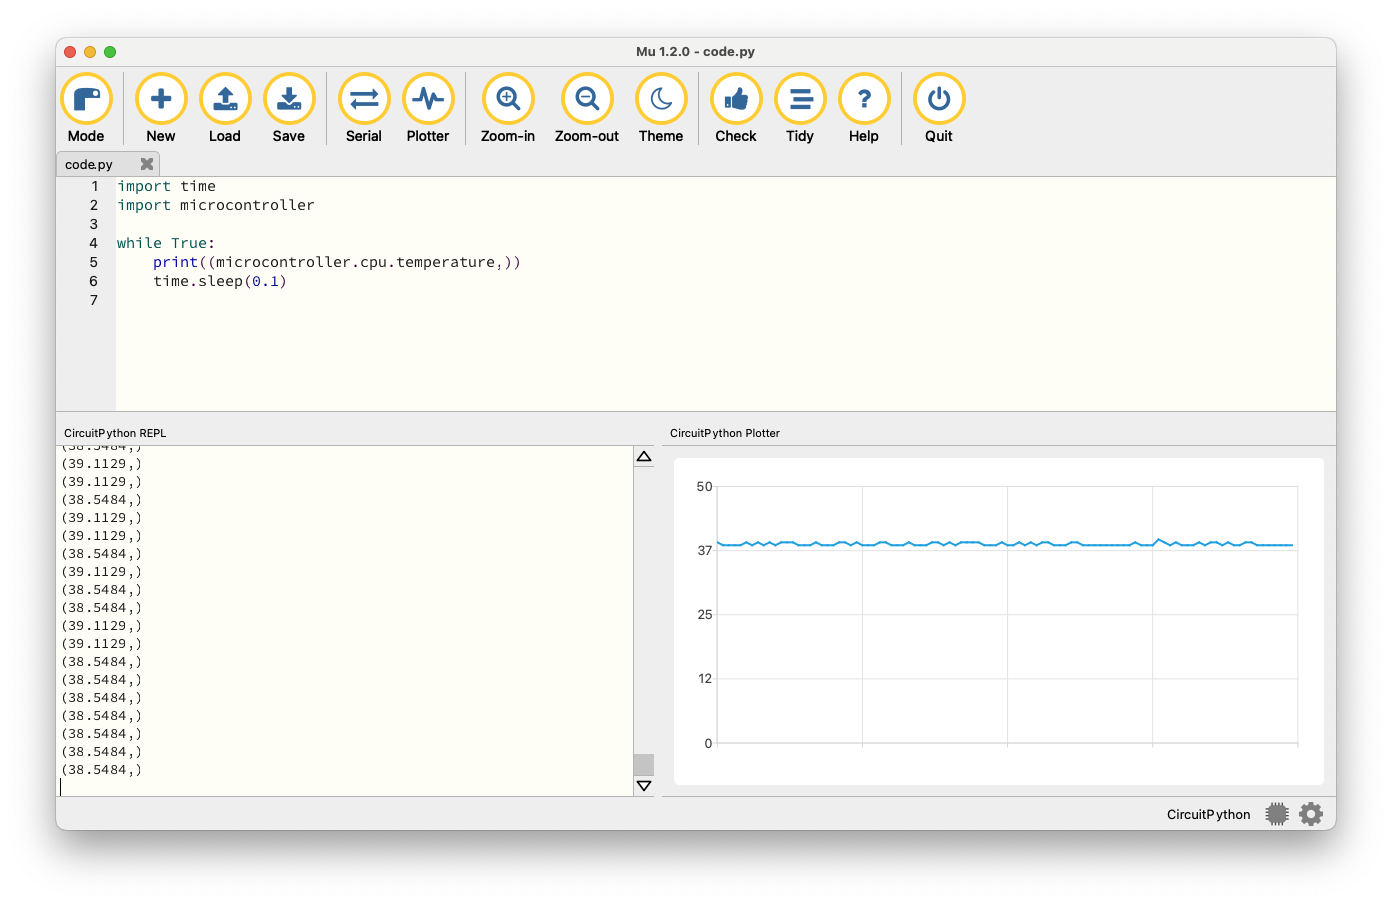 Mu 1.2.0 - code.py
Mode New Load Save Serial Plotter Zoom-in Zoom-out Theme Check Tidy Help Quit
code.py
1 import time
2 import microcontroller
3
4 while True:
5     print((microcontroller.cpu.temperature,))
6     time.sleep(0.1)
7
CircuitPython REPL
(38.5484,)
(39.1129,)
(39.1129,)
(38.5484,)
(39.1129,)
(39.1129,)
(38.5484,)
(39.1129,)
(38.5484,)
(38.5484,)
(39.1129,)
(39.1129,)
(38.5484,)
(38.5484,)
(38.5484,)
(38.5484,)
(38.5484,)
(38.5484,)
(38.5484,)
CircuitPython Plotter
50
37
25
12
0
CircuitPython